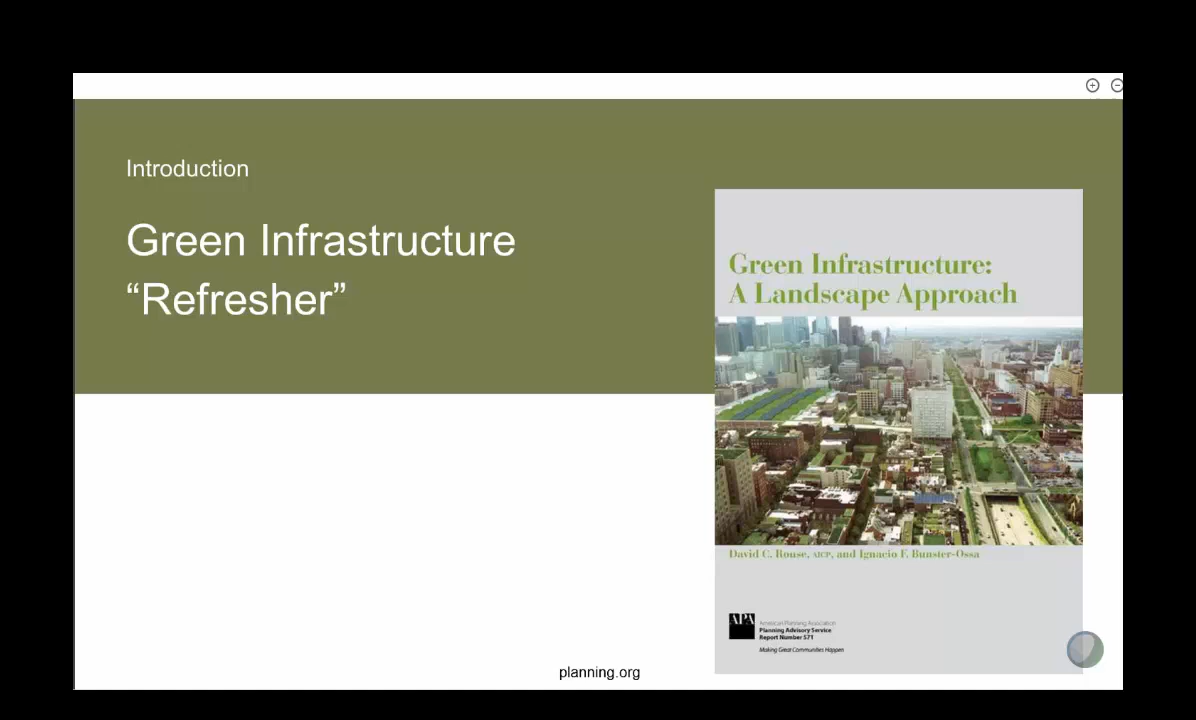 Introduction
Green Infrastructure
“Refresher”
Green Infrastructure:
A Landscape Approach
David C. Rouse, AICP, and Ignacio F. Bunster-Ossa
APA
American Planning Association
Planning Advisory Service
Report Number 571
Making Great Communities Happen
planning.org